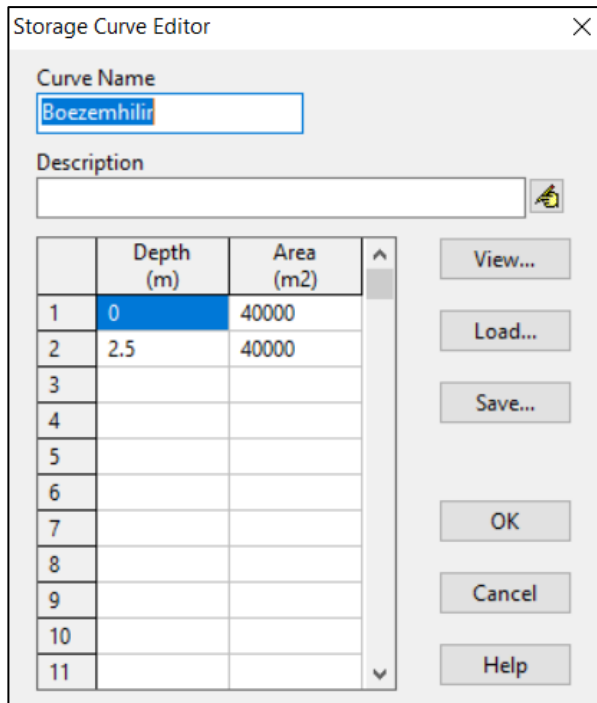 Storage Curve Editor
Curve Name
Boezemhilir
Description
Depth (m) Area (m2)
1 0 40000
2 2.5 40000
3
4
5
6
7
8
9
10
11
View...
Load...
Save...
OK
Cancel
Help